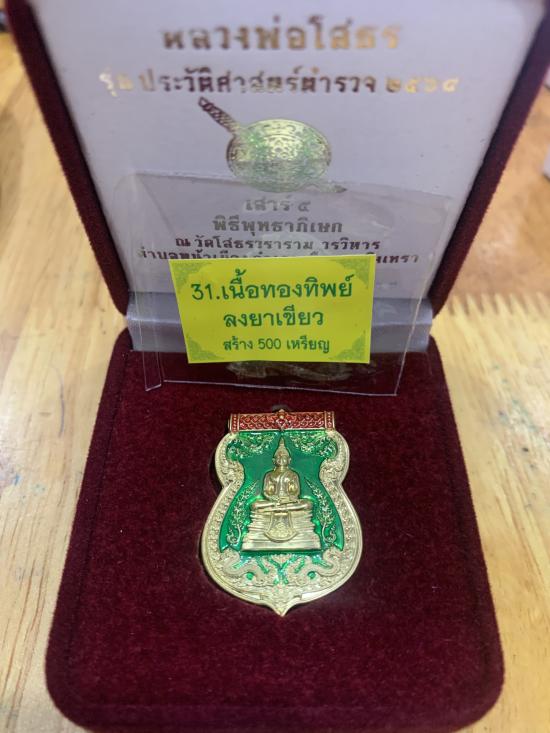 หลวงพ่อโสธร
รุ่น ประวัติศาสตร์ตำรวจ ๒๕๖๔
เสาร์ ๕
พิธีพุทธาภิเษก
ณ วัดโสธรวราราม วรวิหาร
31.เนื้อทองทิพย์
ลงยาเขียว
สร้าง 500 เหรียญ